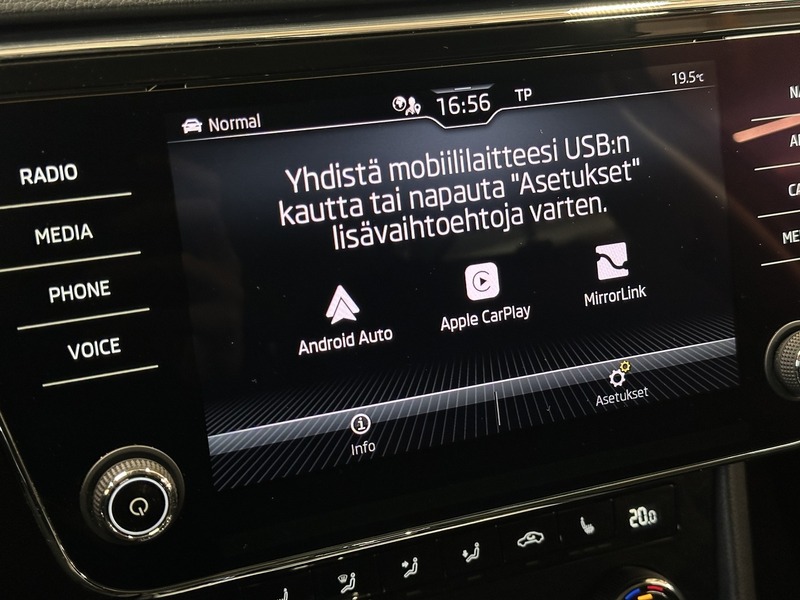 Normal
16:56
TP
19.5°C
RADIO
MEDIA
PHONE
VOICE
Yhdistä mobiililaitteesi USB:n
kautta tai napauta "Asetukset"
lisävaihtoehtoja varten.
Android Auto
Apple CarPlay
MirrorLink
Info
Asetukset
20.0